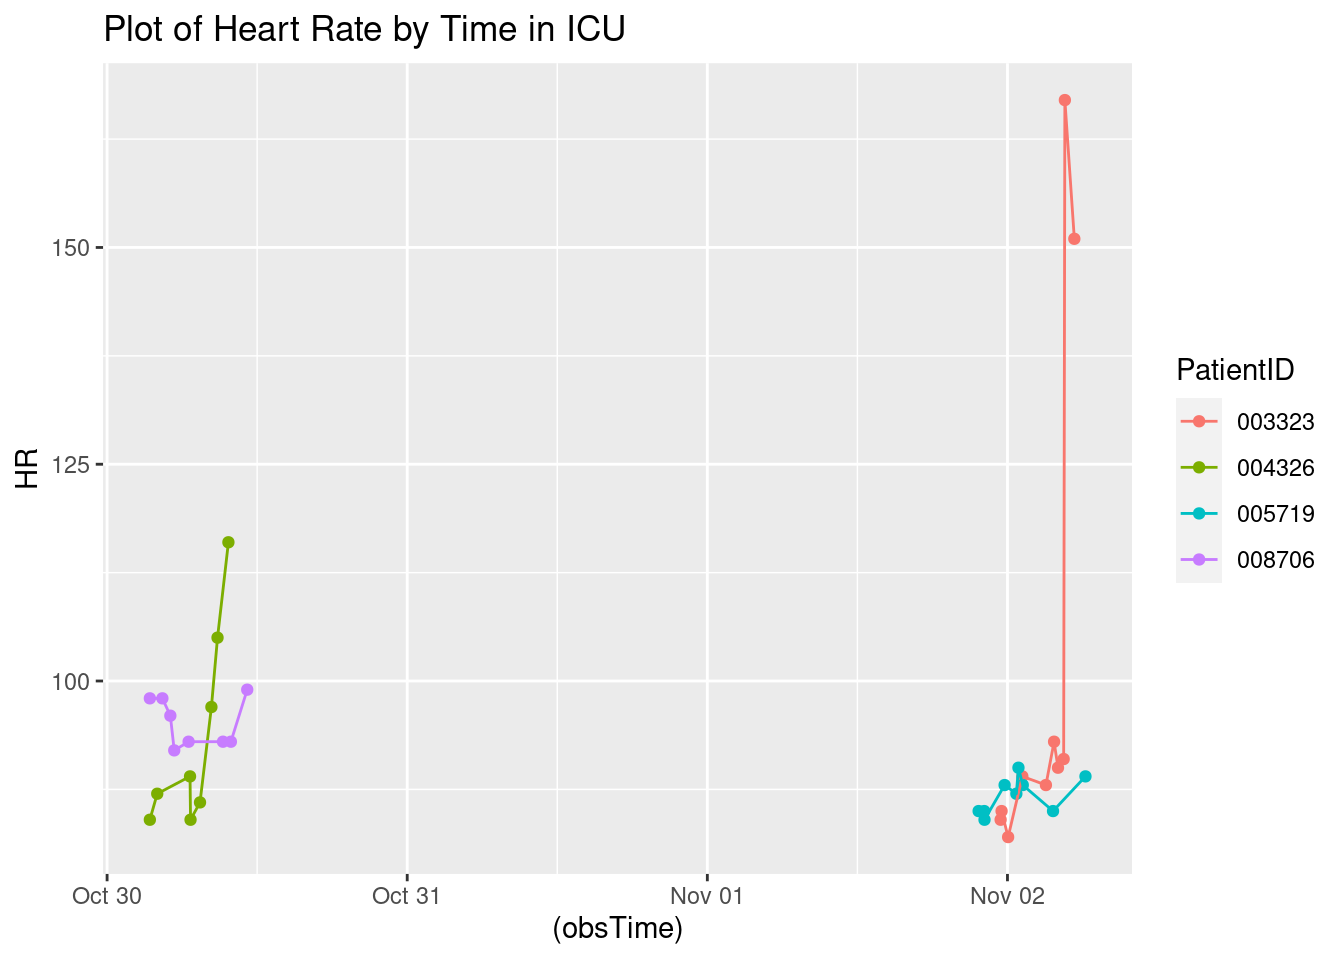 Plot of Heart Rate by Time in ICU
HR
150
125
100
Oct 30
Oct 31
Nov 01
Nov 02
(obsTime)
PatientID
003323
004326
005719
008706